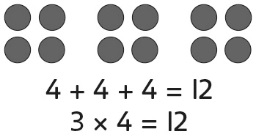 4 + 4 + 4 = 12
3 × 4 = 12